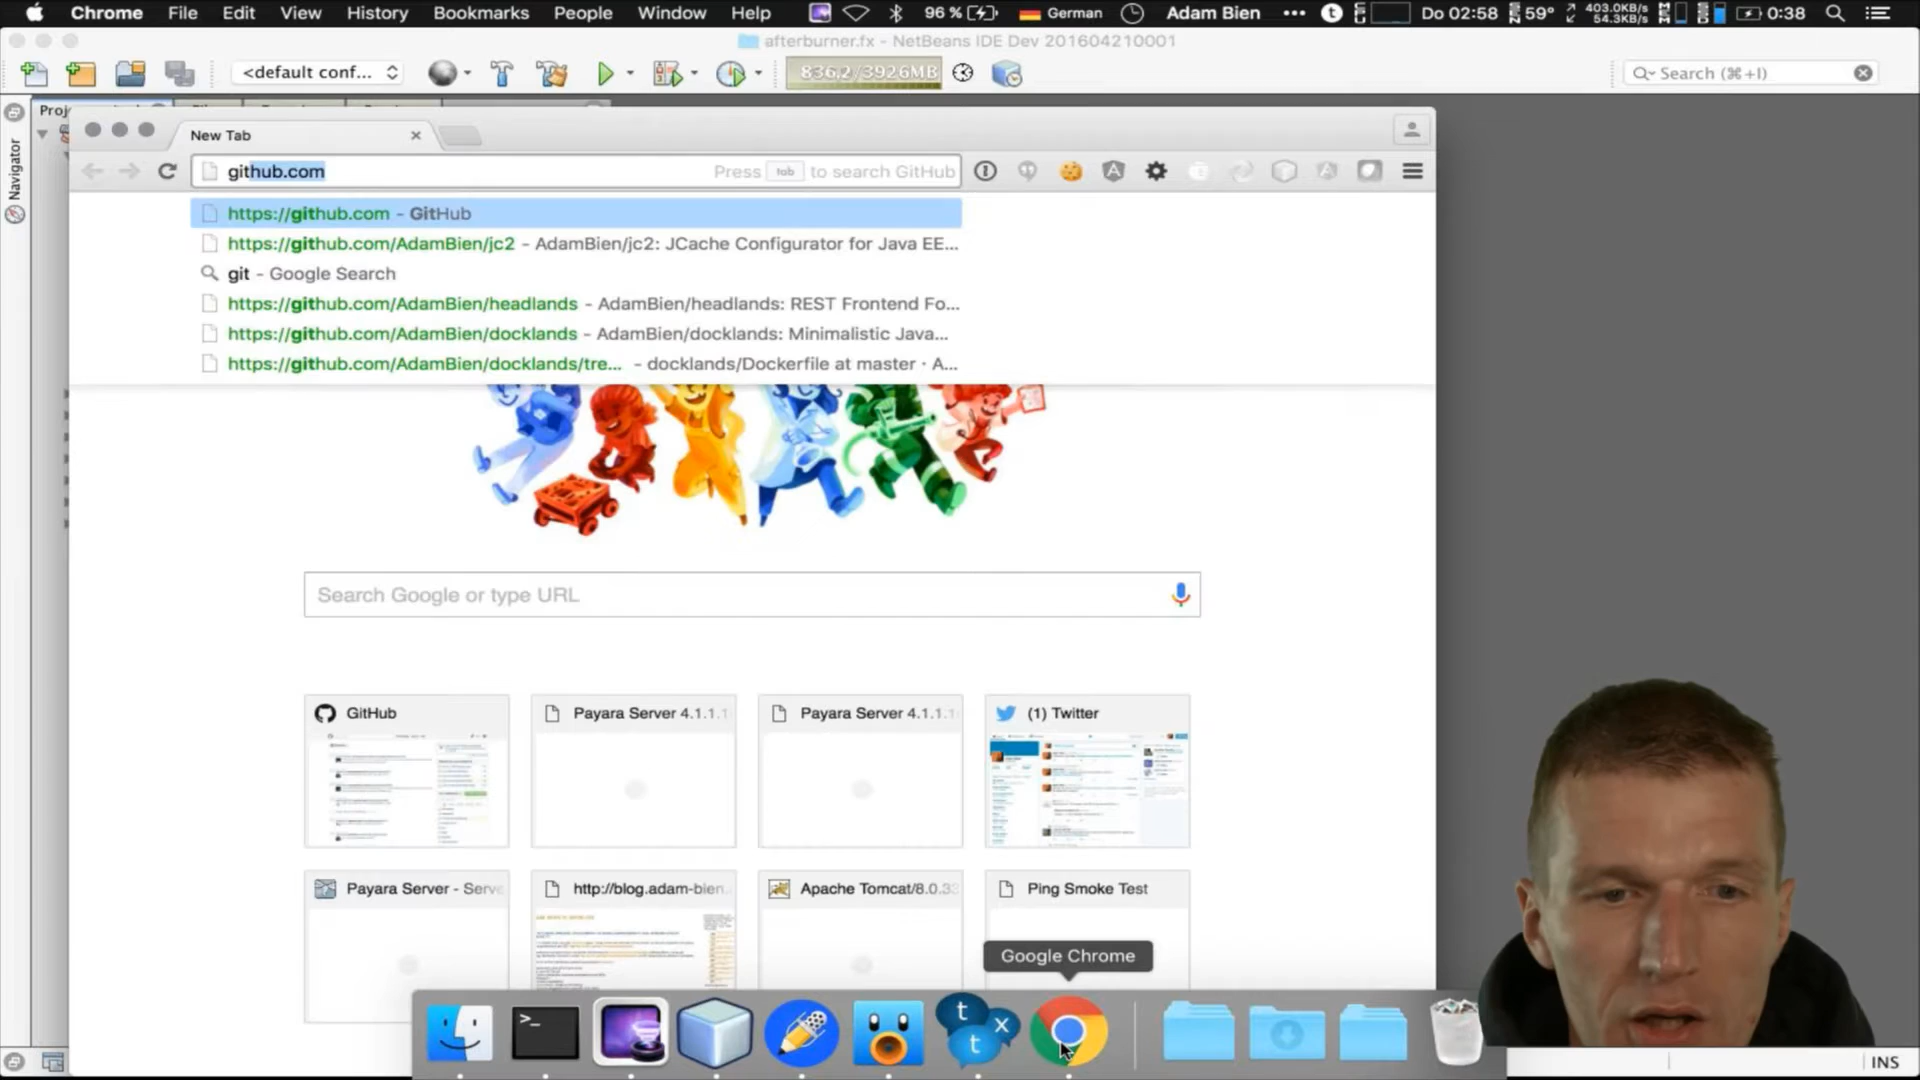 Chrome File Edit View History Bookmarks People Window Help 96 % German Adam Bien ••• Do 02:58 59° 403.0KB/s 54.3KB/s 0:38
afterburner.fx - NetBeans IDE Dev 201604210001
<default conf... 836,2/3926MB Search (⌘+I)
Proj
Navigator
New Tab
github.com Press tab to search GitHub
https://github.com - GitHub
https://github.com/AdamBien/jc2 - AdamBien/jc2: JCache Configurator for Java EE...
git - Google Search
https://github.com/AdamBien/headlands - AdamBien/headlands: REST Frontend Fo...
https://github.com/AdamBien/docklands - AdamBien/docklands: Minimalistic Java...
https://github.com/AdamBien/docklands/tre... - docklands/Dockerfile at master · A...
Search Google or type URL
GitHub Payara Server 4.1.1.1 Payara Server 4.1.1.1 (1) Twitter
Payara Server - Serve http://blog.adam-bien. Apache Tomcat/8.0.33 Ping Smoke Test
Google Chrome
INS